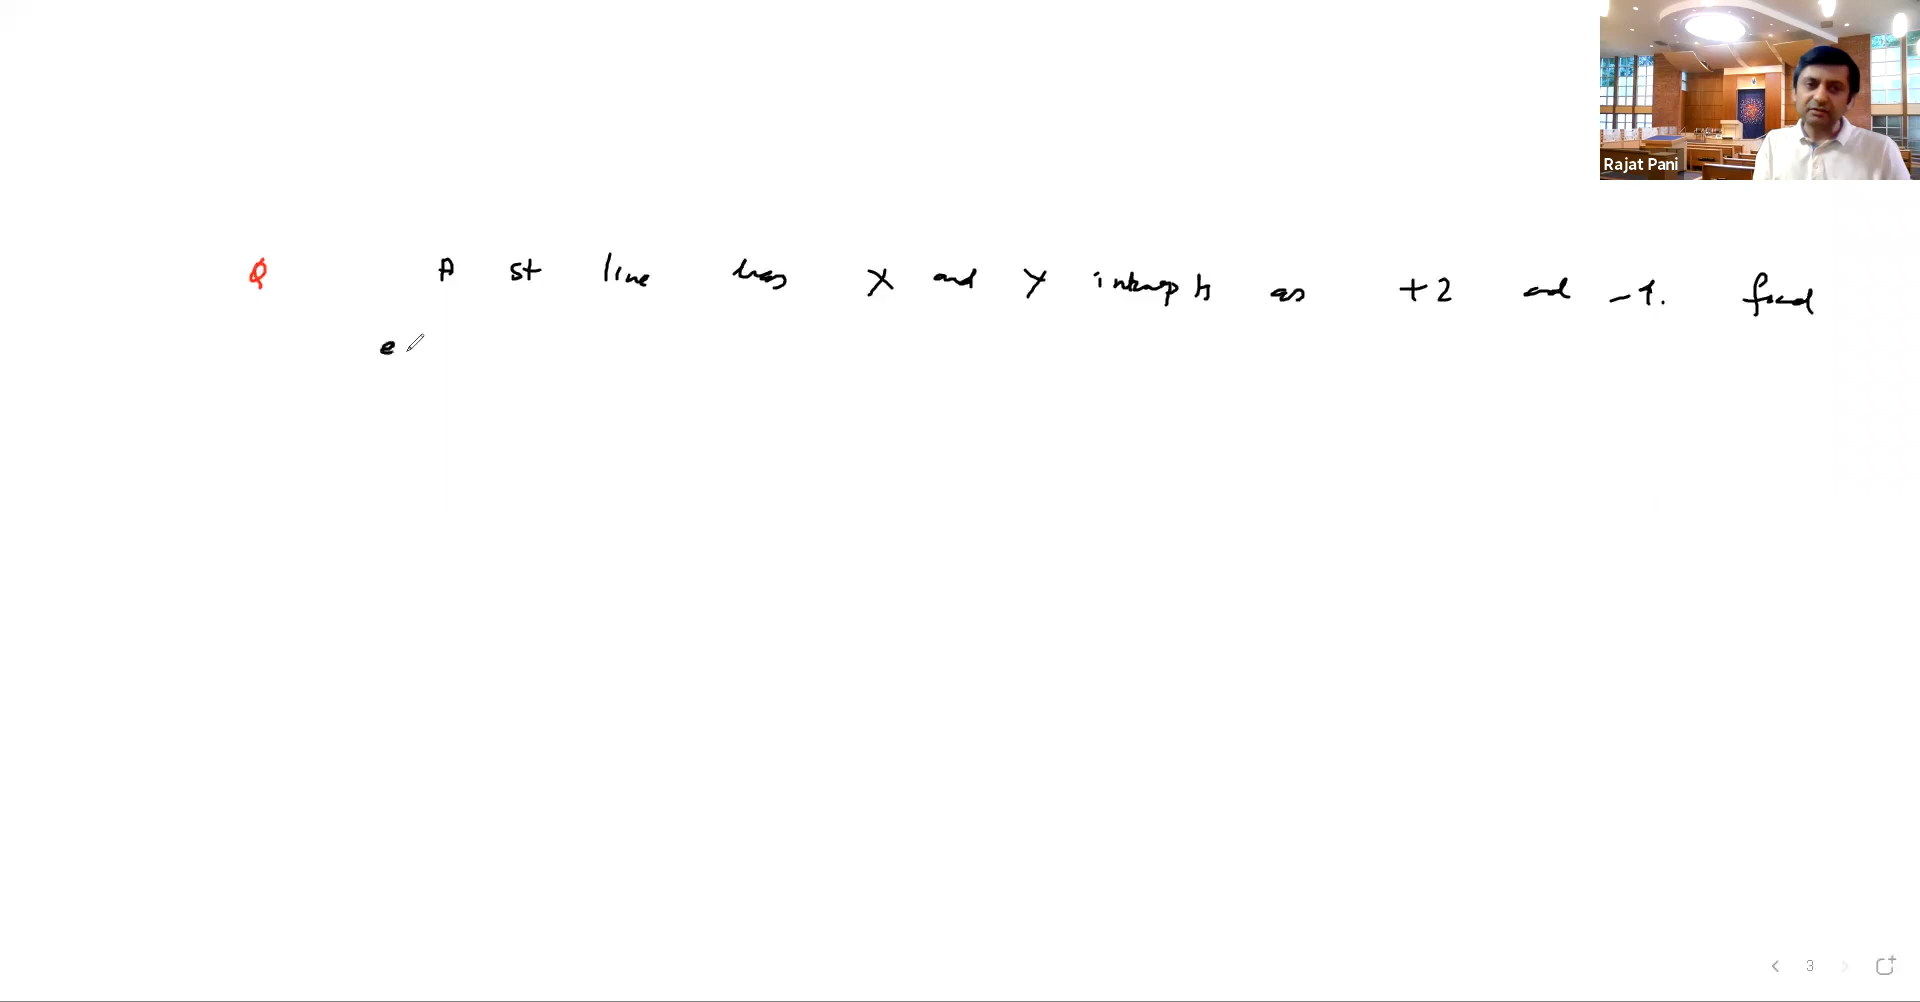 Rajat Pani
Q A st line has X and Y intercepts as +2 and -1. find
e
3